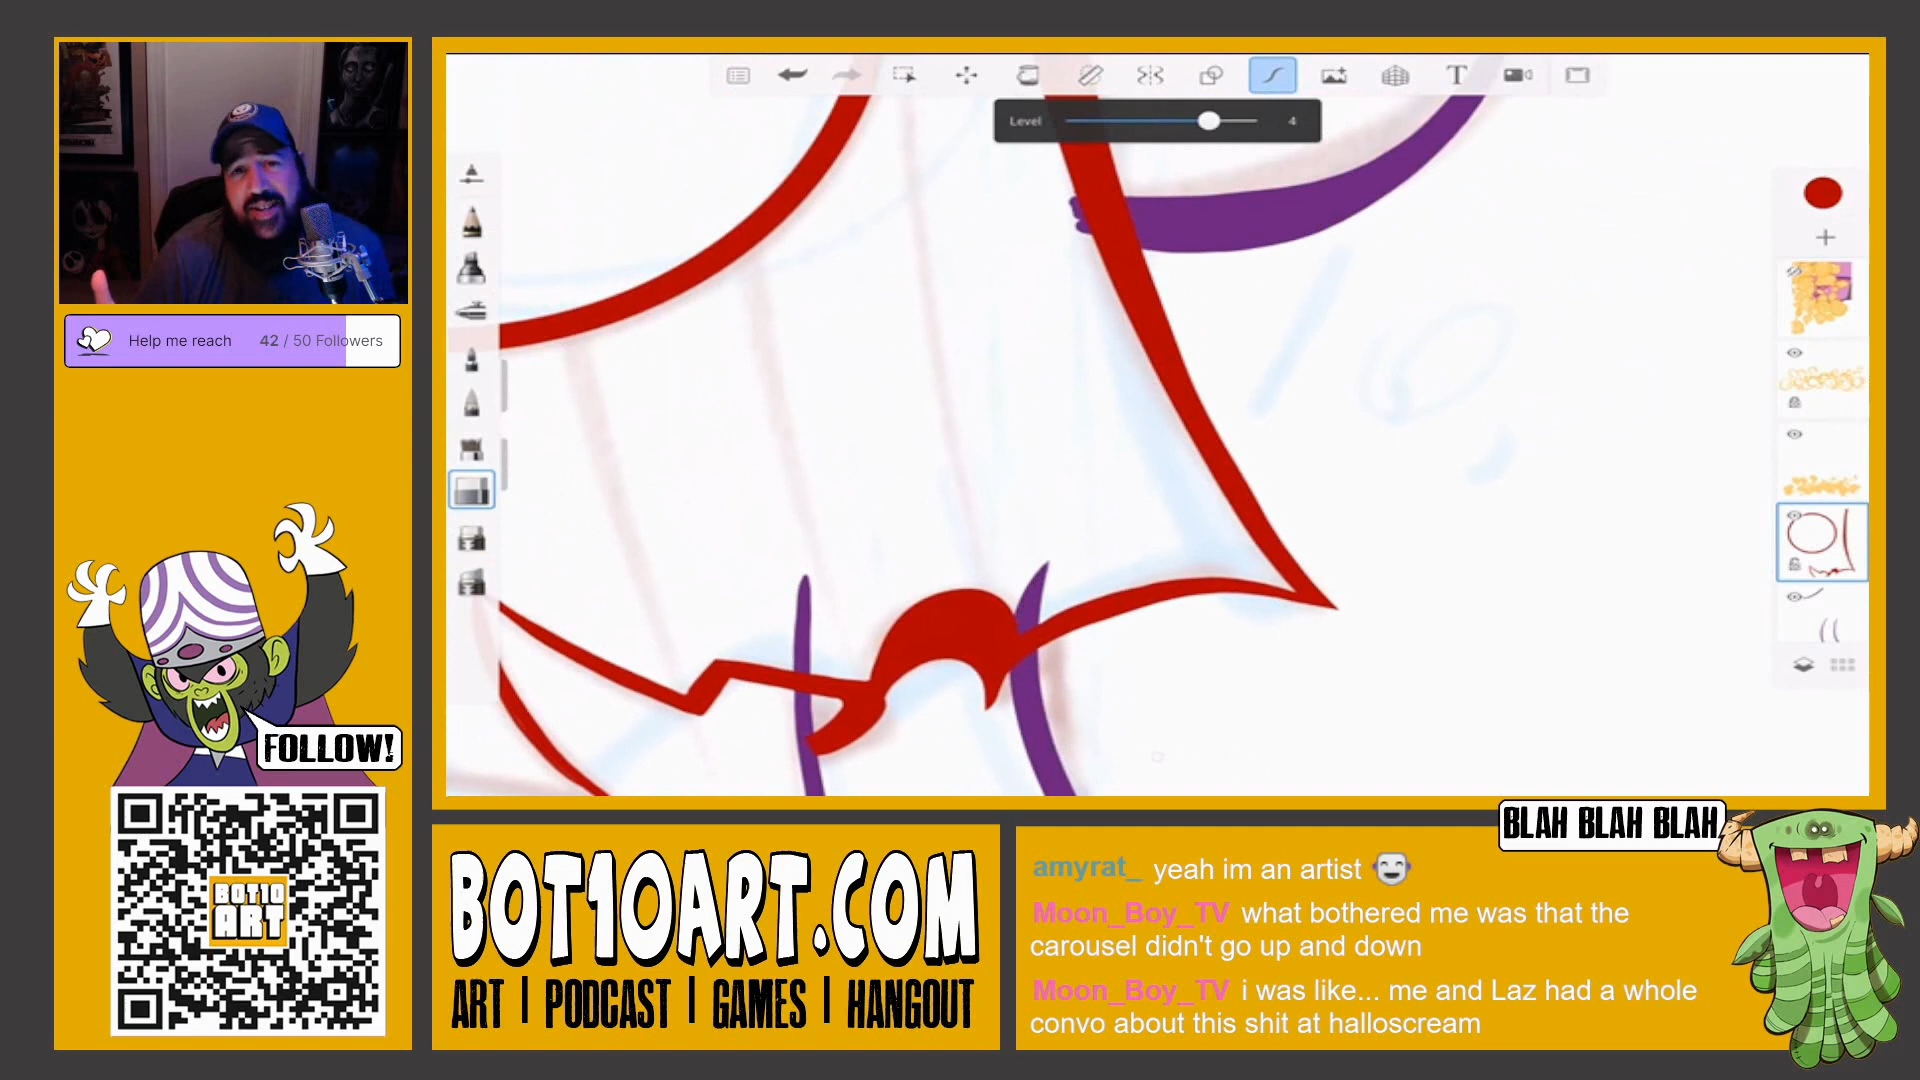 Level 4
T
Help me reach 42 / 50 Followers
FOLLOW!
BOT10
ART
BOT10ART.COM
ART | PODCAST | GAMES | HANGOUT
BLAH BLAH BLAH
amyrat_ yeah im an artist
Moon_Boy_TV what bothered me was that the
carousel didn't go up and down
Moon_Boy_TV i was like... me and Laz had a whole
convo about this shit at halloscream